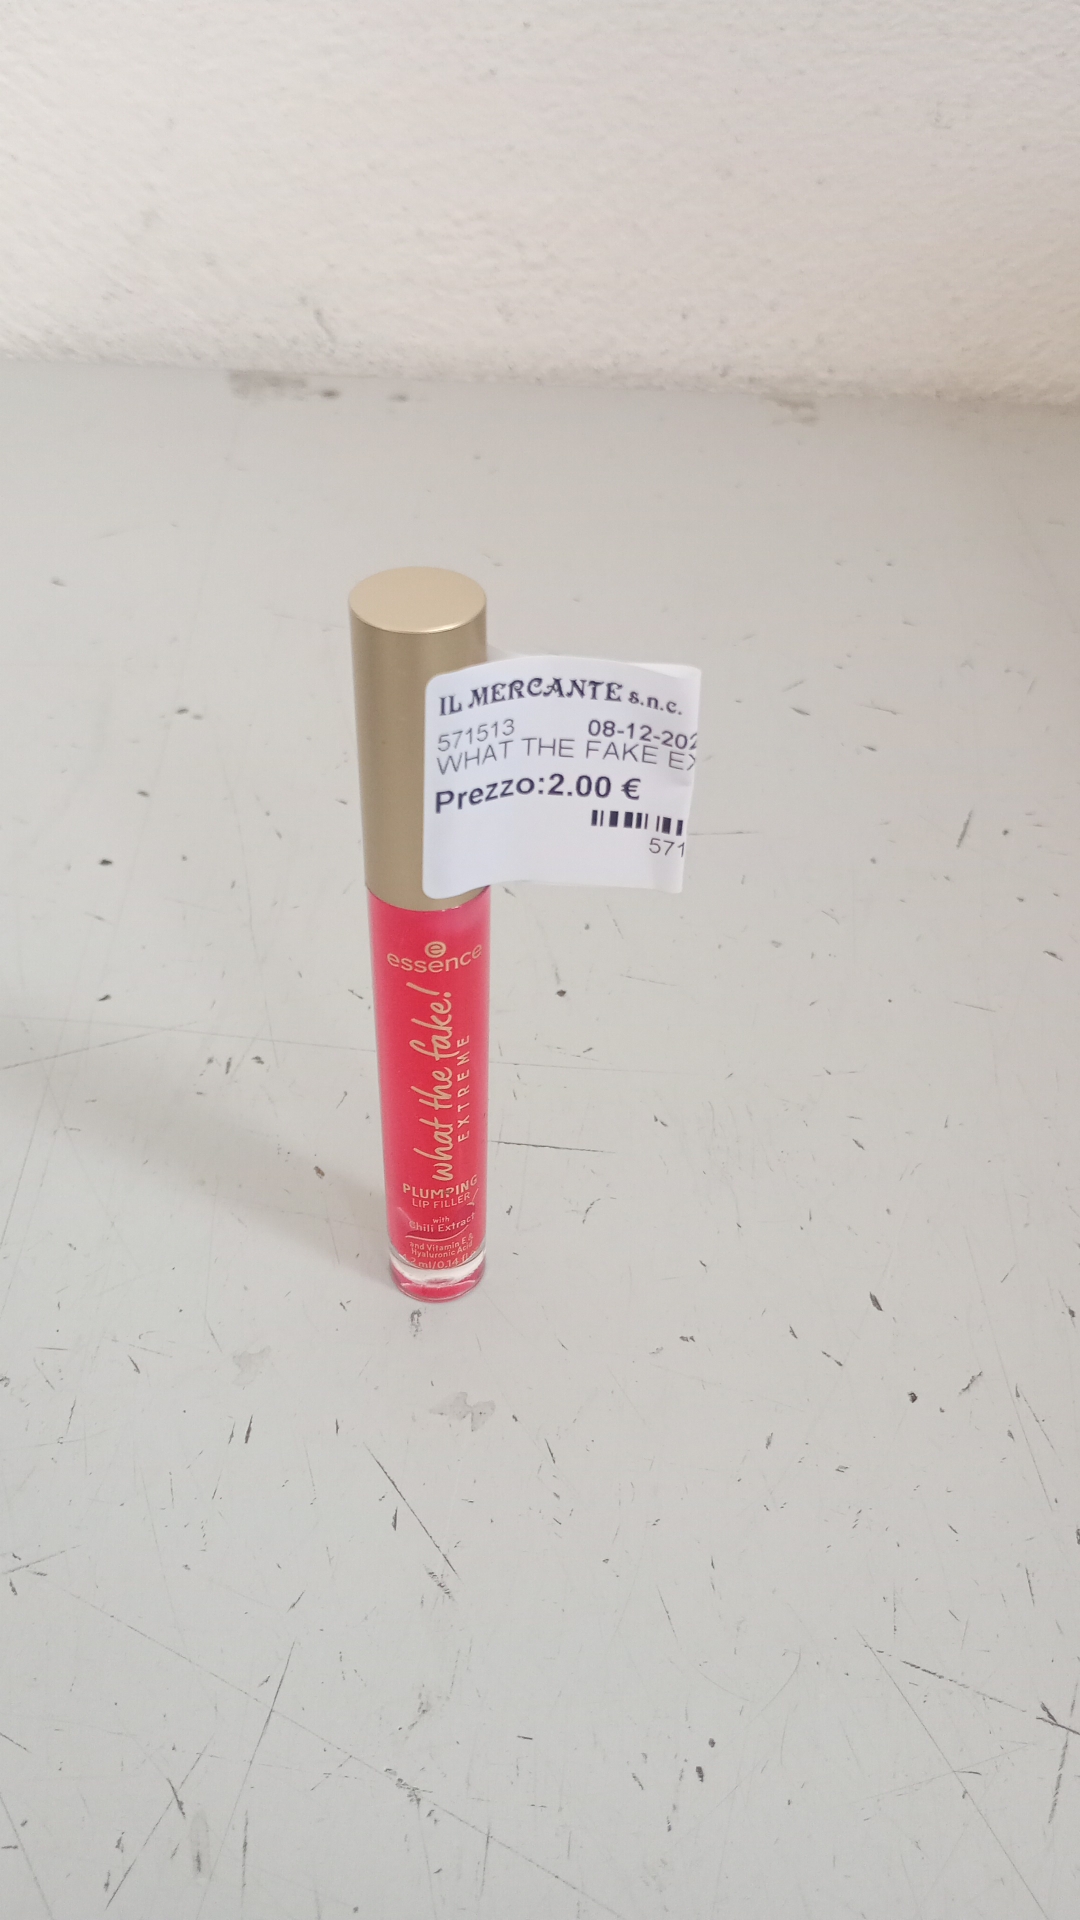 IL MERCANTE s.n.c.
571513 08-12-202
WHAT THE FAKE EX
Prezzo:2.00 €
571
e
essence
what the fake!
EXTREME
PLUMPING
LIP FILLER
with
Chili Extract
and Vitamin E &
Hyaluronic Acid